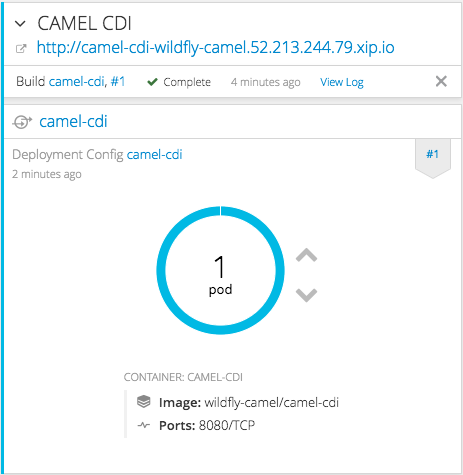 CAMEL CDI
http://camel-cdi-wildfly-camel.52.213.244.79.xip.io
Build camel-cdi, #1 Complete 4 minutes ago View Log
camel-cdi
Deployment Config camel-cdi #1
2 minutes ago
1
pod
CONTAINER: CAMEL-CDI
Image: wildfly-camel/camel-cdi
Ports: 8080/TCP